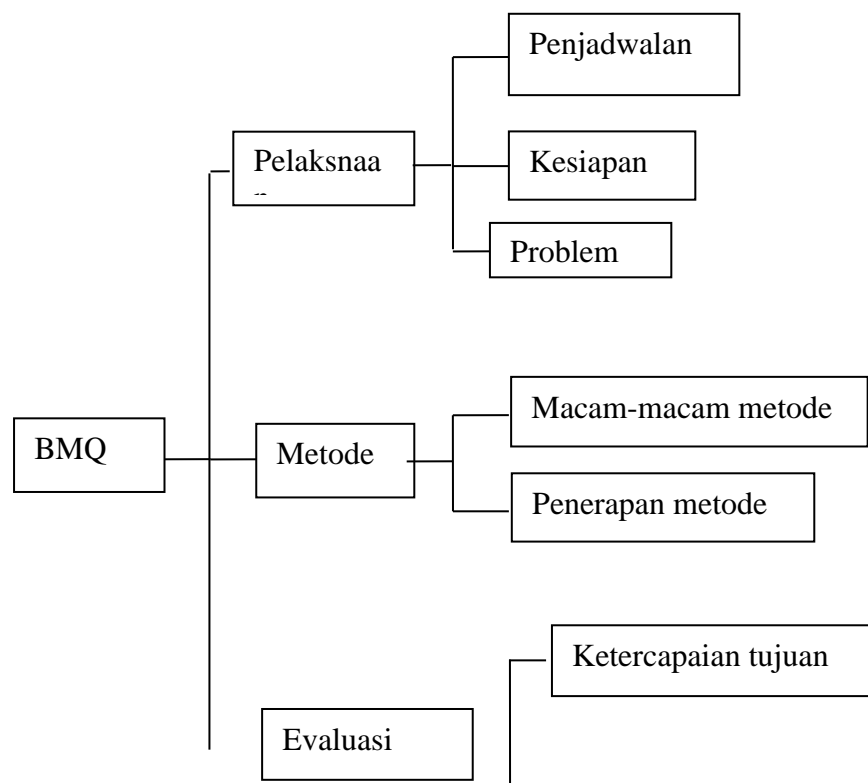 Penjadwalan
Pelaksnaa
Kesiapan
Problem
Macam-macam metode
BMQ
Metode
Penerapan metode
Ketercapaian tujuan
Evaluasi